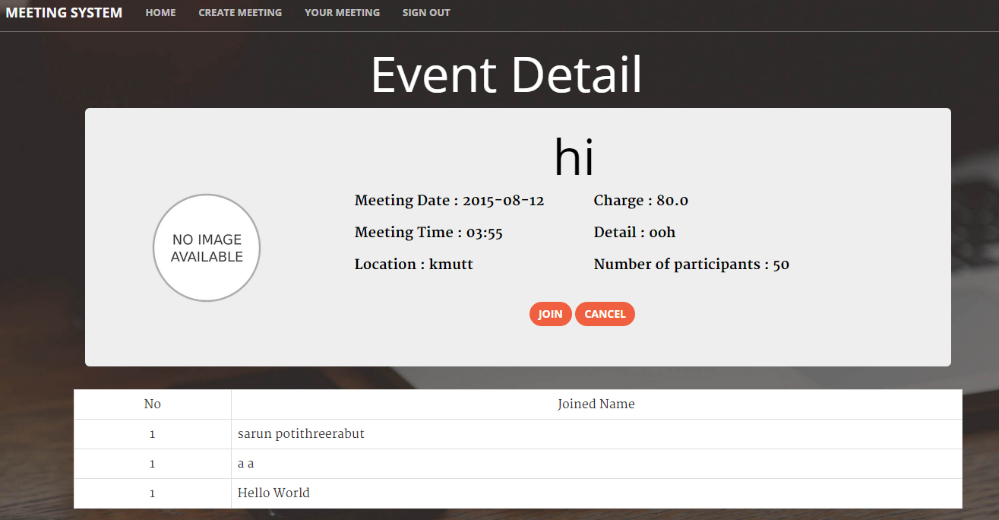 MEETING SYSTEM HOME CREATE MEETING YOUR MEETING SIGN OUT
Event Detail
hi
NO IMAGE
AVAILABLE
Meeting Date : 2015-08-12
Charge : 80.0
Meeting Time : 03:55
Detail : ooh
Location : kmutt
Number of participants : 50
JOIN CANCEL
No Joined Name
1 sarun potithreerabut
1 a a
1 Hello World